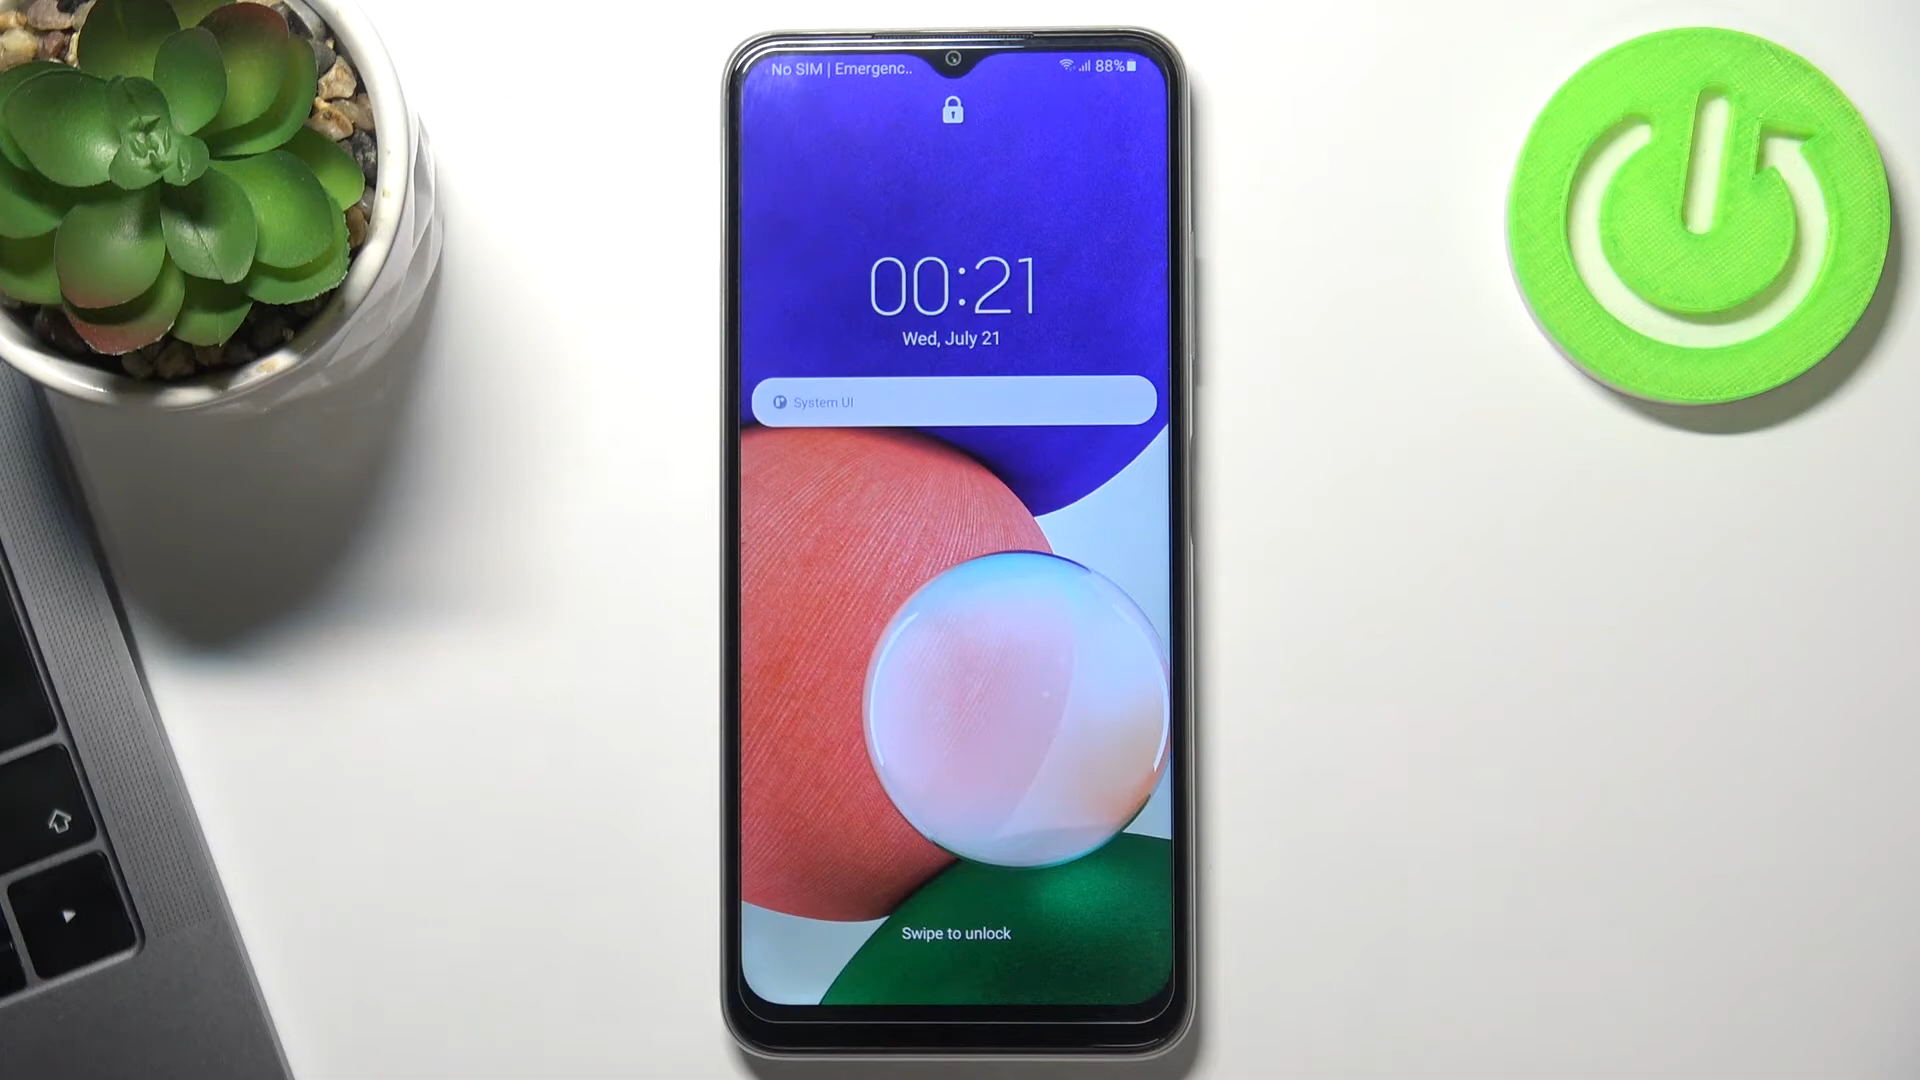 No SIM | Emergenc..
88%
00:21
Wed, July 21
System UI
Swipe to unlock